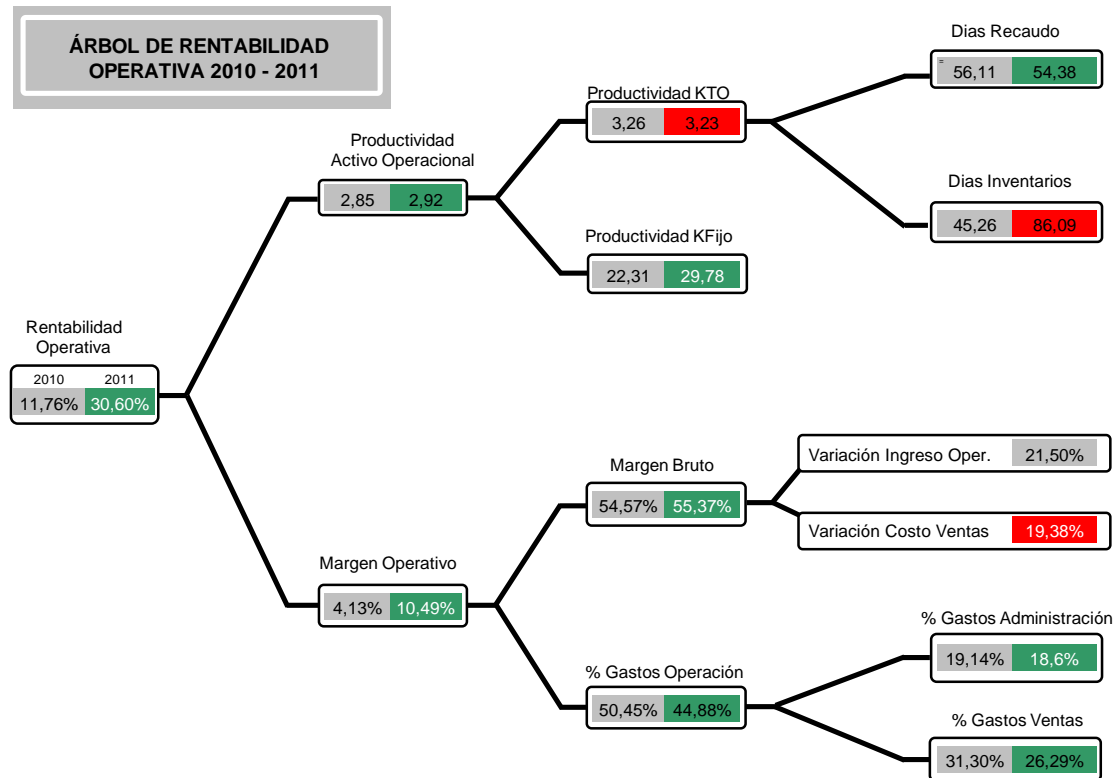 ÁRBOL DE RENTABILIDAD
OPERATIVA 2010 - 2011
Dias Recaudo
= 56,11 54,38
Productividad KTO
3,26 3,23
Productividad
Activo Operacional
2,85 2,92
Dias Inventarios
45,26 86,09
Productividad KFijo
22,31 29,78
Rentabilidad
Operativa
2010 2011
11,76% 30,60%
Margen Bruto
54,57% 55,37%
Variación Ingreso Oper. 21,50%
Variación Costo Ventas 19,38%
Margen Operativo
4,13% 10,49%
% Gastos Operación
50,45% 44,88%
% Gastos Administración
19,14% 18,6%
% Gastos Ventas
31,30% 26,29%